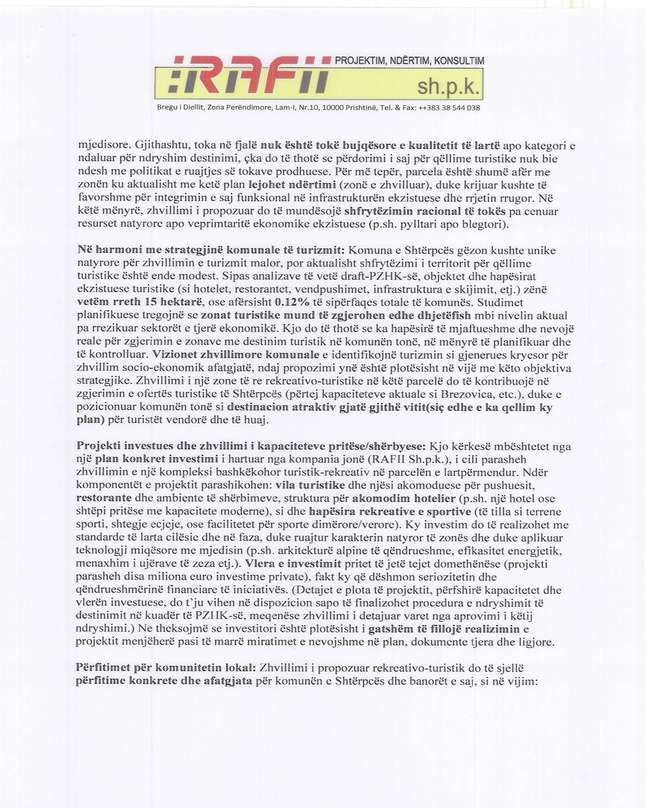 RAFII
PROJEKTIM, NDËRTIM, KONSULTIM
sh.p.k.
Bregu i Diellit, Zona Perëndimore, Lam-I, Nr.10, 10000 Prishtinë, Tel. & Fax: ++383 38 544 038
mjedisore. Gjithashtu, toka në fjalë nuk është tokë bujqësore e kualitetit të lartë apo kategori e
ndaluar për ndryshim destinimi, çka do të thotë se përdorimi i saj për qëllime turistike nuk bie
ndesh me politikat e ruajtjes së tokave prodhuese. Për më tepër, parcela është shumë afër me
zonën ku aktualisht me ketë plan lejohet ndërtimi (zonë e zhvilluar), duke krijuar kushte të
favorshme për integrimin e saj funksional në infrastrukturën ekzistuese dhe rrjetin rrugor. Në
këtë mënyrë, zhvillimi i propozuar do të mundësojë shfrytëzimin racional të tokës pa cenuar
resurset natyrore apo veprimtaritë ekonomike ekzistuese (p.sh. pylltari apo blegtori).
Në harmoni me strategjinë komunale të turizmit: Komuna e Shtërpcës gëzon kushte unike
natyrore për zhvillimin e turizmit malor, por aktualisht shfrytëzimi i territorit për qëllime
turistike është ende modest. Sipas analizave të vetë draft-PZHK-së, objektet dhe hapësirat
ekzistuese turistike (si hotelet, restorantet, vendpushimet, infrastruktura e skijimit, etj.) zënë
vetëm rreth 15 hektarë, ose afërsisht 0.12% të sipërfaqes totale të komunës. Studimet
planifikuese tregojnë se zonat turistike mund të zgjerohen edhe dhjetëfish mbi nivelin aktual
pa rrezikuar sektorët e tjerë ekonomikë. Kjo do të thotë se ka hapësirë të mjaftueshme dhe nevojë
reale për zgjerimin e zonave me destinim turistik në komunën tonë, në mënyrë të planifikuar dhe
të kontrolluar. Vizionet zhvillimore komunale e identifikojnë turizmin si gjenerues kryesor për
zhvillim socio-ekonomik afatgjatë, ndaj propozimi ynë është plotësisht në vijë me këto objektiva
strategjike. Zhvillimi i një zone të re rekreativo-turistike në këtë parcelë do të kontribuojë në
zgjerimin e ofertës turistike të Shtërpcës (përtej kapaciteteve aktuale si Brezovica, etc.), duke e
pozicionuar komunën tonë si destinacion atraktiv gjatë gjithë vitit(siç edhe e ka qellim ky
plan) për turistët vendorë dhe të huaj.
Projekti investues dhe zhvillimi i kapaciteteve pritëse/shërbyese: Kjo kërkesë mbështetet nga
një plan konkret investimi i hartuar nga kompania jonë (RAFII Sh.p.k.), i cili parasheh
zhvillimin e një kompleksi bashkëkohor turistik-rekreativ në parcelën e lartpërmendur. Ndër
komponentët e projektit parashikohen: vila turistike dhe njësi akomoduese për pushuesit,
restorante dhe ambiente të shërbimeve, struktura për akomodim hotelier (p.sh. një hotel ose
shtëpi pritëse me kapacitete moderne), si dhe hapësira rekreative e sportive (të tilla si terrene
sporti, shtegje ecjeje, ose facilitetet për sporte dimërore/verore). Ky investim do të realizohet me
standarde të larta cilësie dhe në faza, duke ruajtur karakterin natyror të zonës dhe duke aplikuar
teknologji miqësore me mjedisin (p.sh. arkitekturë alpine të qëndrueshme, efikasitet energjetik,
menaxhim i ujërave të zeza etj.). Vlera e investimit pritet të jetë tejet domethënëse (projekti
parasheh disa miliona euro investime private), fakt ky që dëshmon seriozitetin dhe
qëndrueshmërinë financiare të iniciativës. (Detajet e plota të projektit, përfshirë kapacitetet dhe
vlerën investuese, do t'ju vihen në dispozicion sapo të finalizohet procedura e ndryshimit të
destinimit në kuadër të PZHK-së, meqenëse zhvillimi i detajuar varet nga aprovimi i këtij
ndryshimi.) Ne theksojmë se investitori është plotësisht i gatshëm të fillojë realizimin e
projektit menjëherë pasi të marrë miratimet e nevojshme në plan, dokumente tjera dhe ligjore.
Përfitimet për komunitetin lokal: Zhvillimi i propozuar rekreativo-turistik do të sjellë
përfitime konkrete dhe afatgjata për komunën e Shtërpcës dhe banorët e saj, si në vijim: